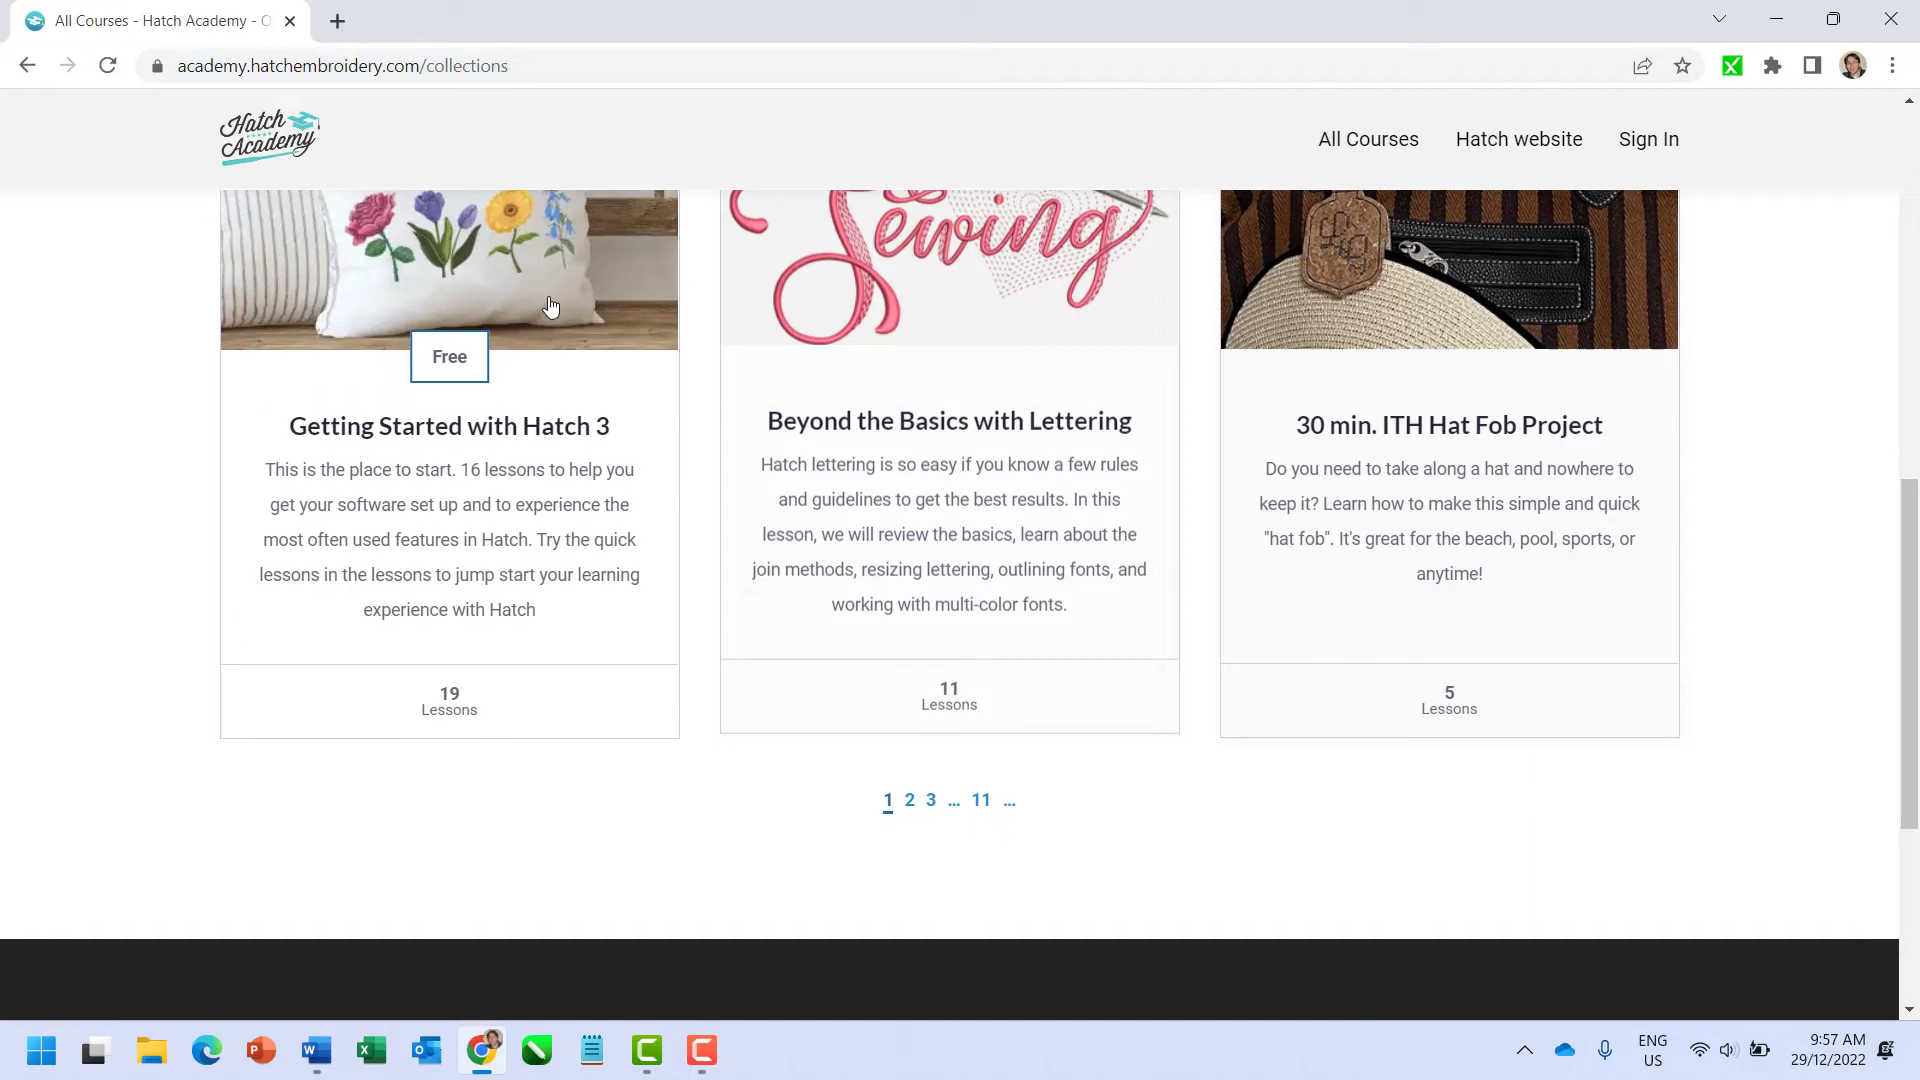 All Courses - Hatch Academy - O
academy.hatchembroidery.com/collections
Hatch
Academy
All Courses
Hatch website
Sign In
Sewing
Free
Getting Started with Hatch 3
This is the place to start. 16 lessons to help you
get your software set up and to experience the
most often used features in Hatch. Try the quick
lessons in the lessons to jump start your learning
experience with Hatch
19
Lessons
Beyond the Basics with Lettering
Hatch lettering is so easy if you know a few rules
and guidelines to get the best results. In this
lesson, we will review the basics, learn about the
join methods, resizing lettering, outlining fonts, and
working with multi-color fonts.
11
Lessons
30 min. ITH Hat Fob Project
Do you need to take along a hat and nowhere to
keep it? Learn how to make this simple and quick
"hat fob". It's great for the beach, pool, sports, or
anytime!
5
Lessons
1 2 3 ... 11 ...
ENG
US
9:57 AM
29/12/2022